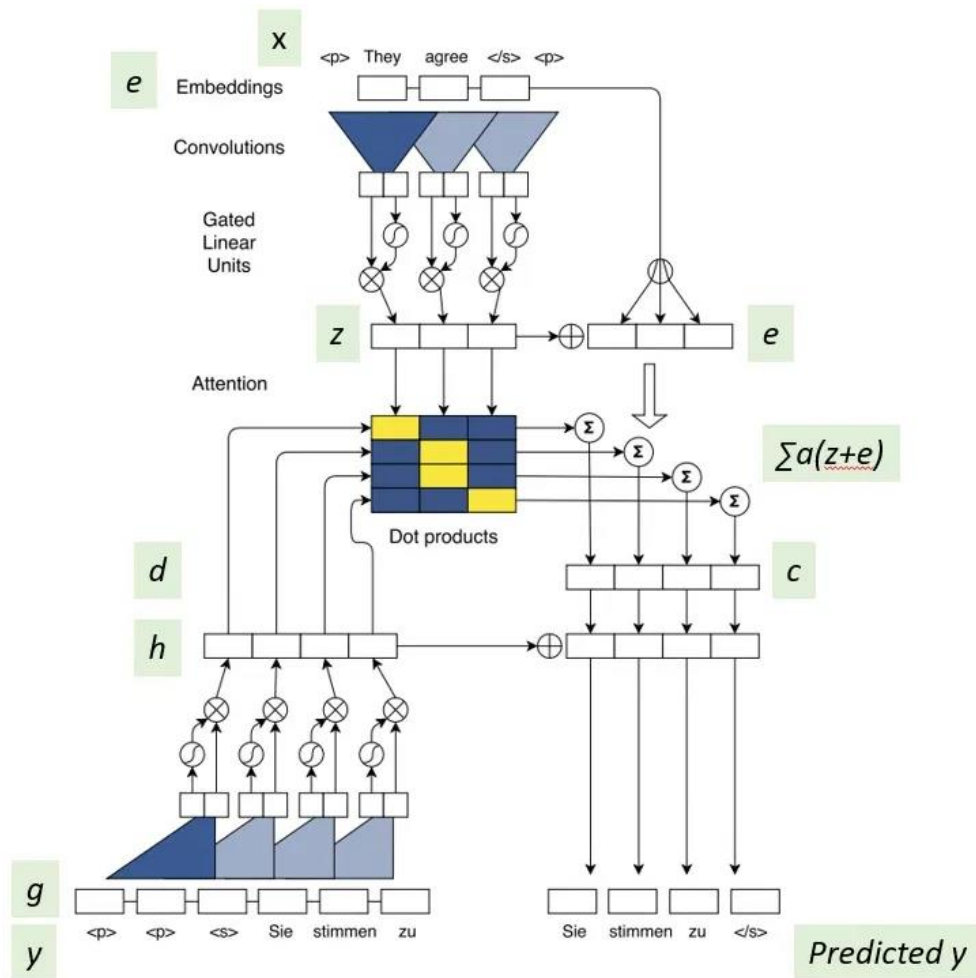 x
<p> They agree </s> <p>
e
Embeddings
Convolutions
Gated
Linear
Units
z
e
Attention
Σ
Σ
Σ
Σ
∑a(z+e)
Dot products
d
c
h
g
<p> <p> <s> Sie stimmen zu
Sie stimmen zu </s>
y
Predicted y